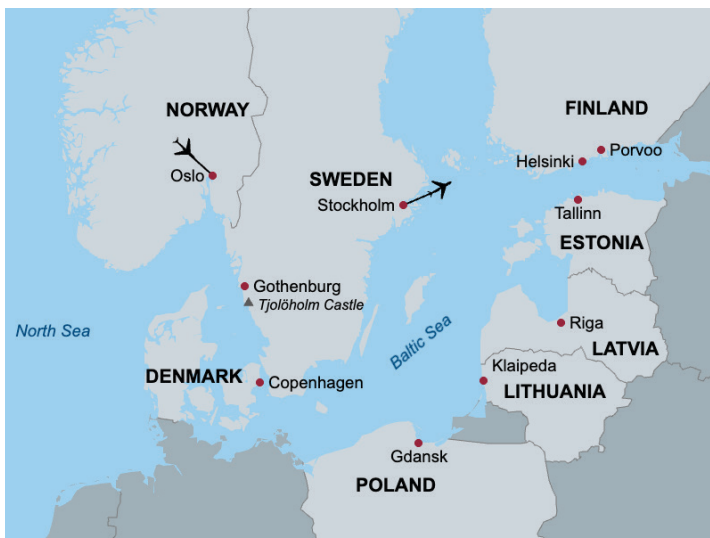 NORWAY
FINLAND
Porvoo
Helsinki
Oslo
SWEDEN
Stockholm
Tallinn
ESTONIA
Gothenburg
Tjolöholm Castle
North Sea
Baltic Sea
Riga
LATVIA
Klaipeda
DENMARK
Copenhagen
LITHUANIA
Gdansk
POLAND